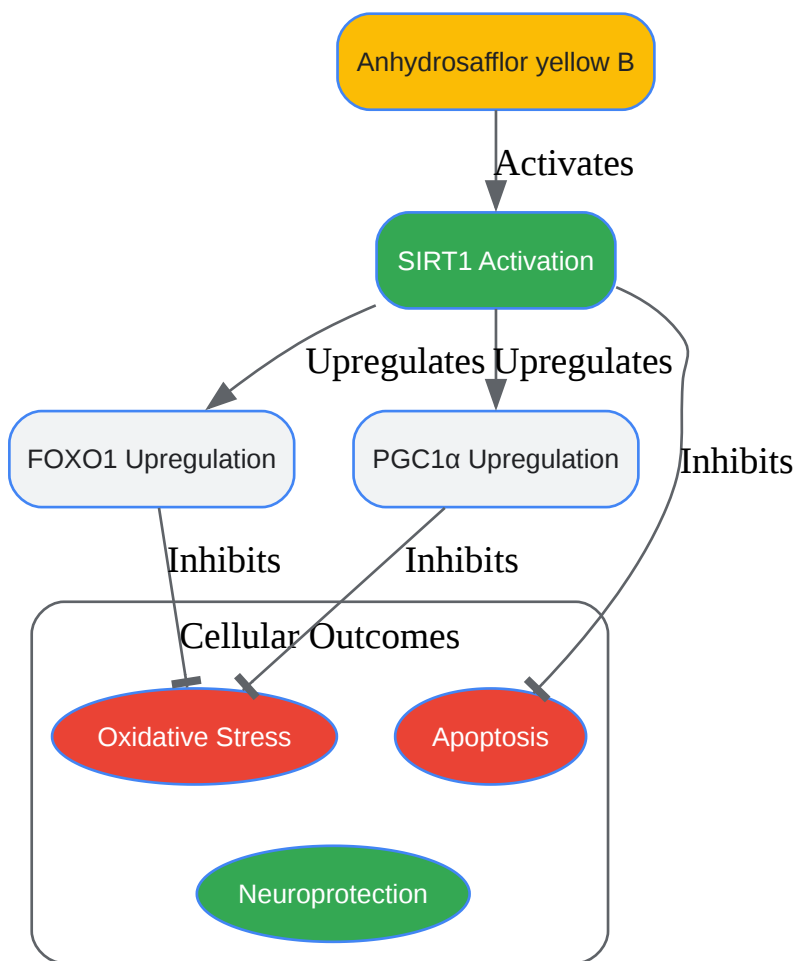 Anhydrosafflor yellow B
Activates
SIRT1 Activation
Upregulates
Upregulates
FOXO1 Upregulation
PGC1α Upregulation
Inhibits
Inhibits
Inhibits
Cellular Outcomes
Oxidative Stress
Apoptosis
Neuroprotection